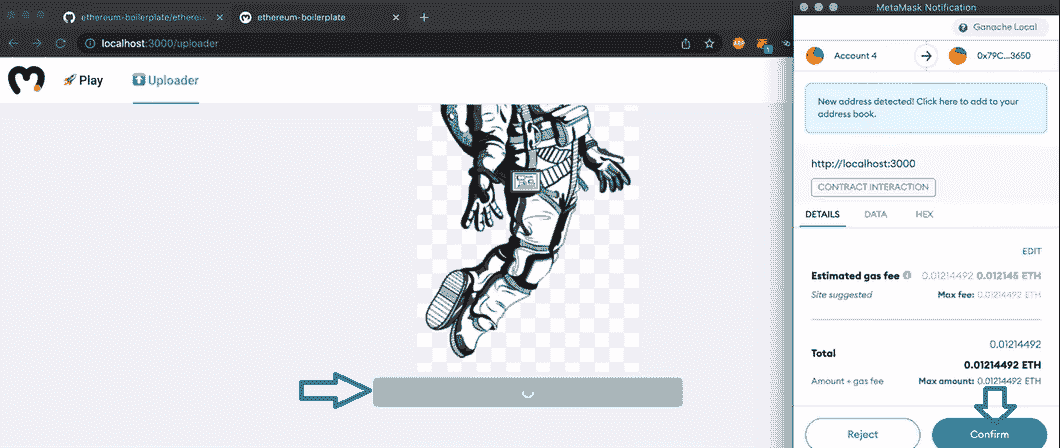 ethereum-boilerplate/ethereu
ethereum-boilerplate
localhost:3000/uploader
Play
Uploader
MetaMask Notification
Ganache Local
Account 4
0x79C...3650
New address detected! Click here to add to your
address book.
http://localhost:3000
CONTRACT INTERACTION
DETAILS DATA HEX
EDIT
Estimated gas fee 0.01214492 0.012145 ETH
Site suggested Max fee: 0.01214492 ETH
Total 0.01214492
0.01214492 ETH
Amount + gas fee Max amount: 0.01214492 ETH
Reject Confirm